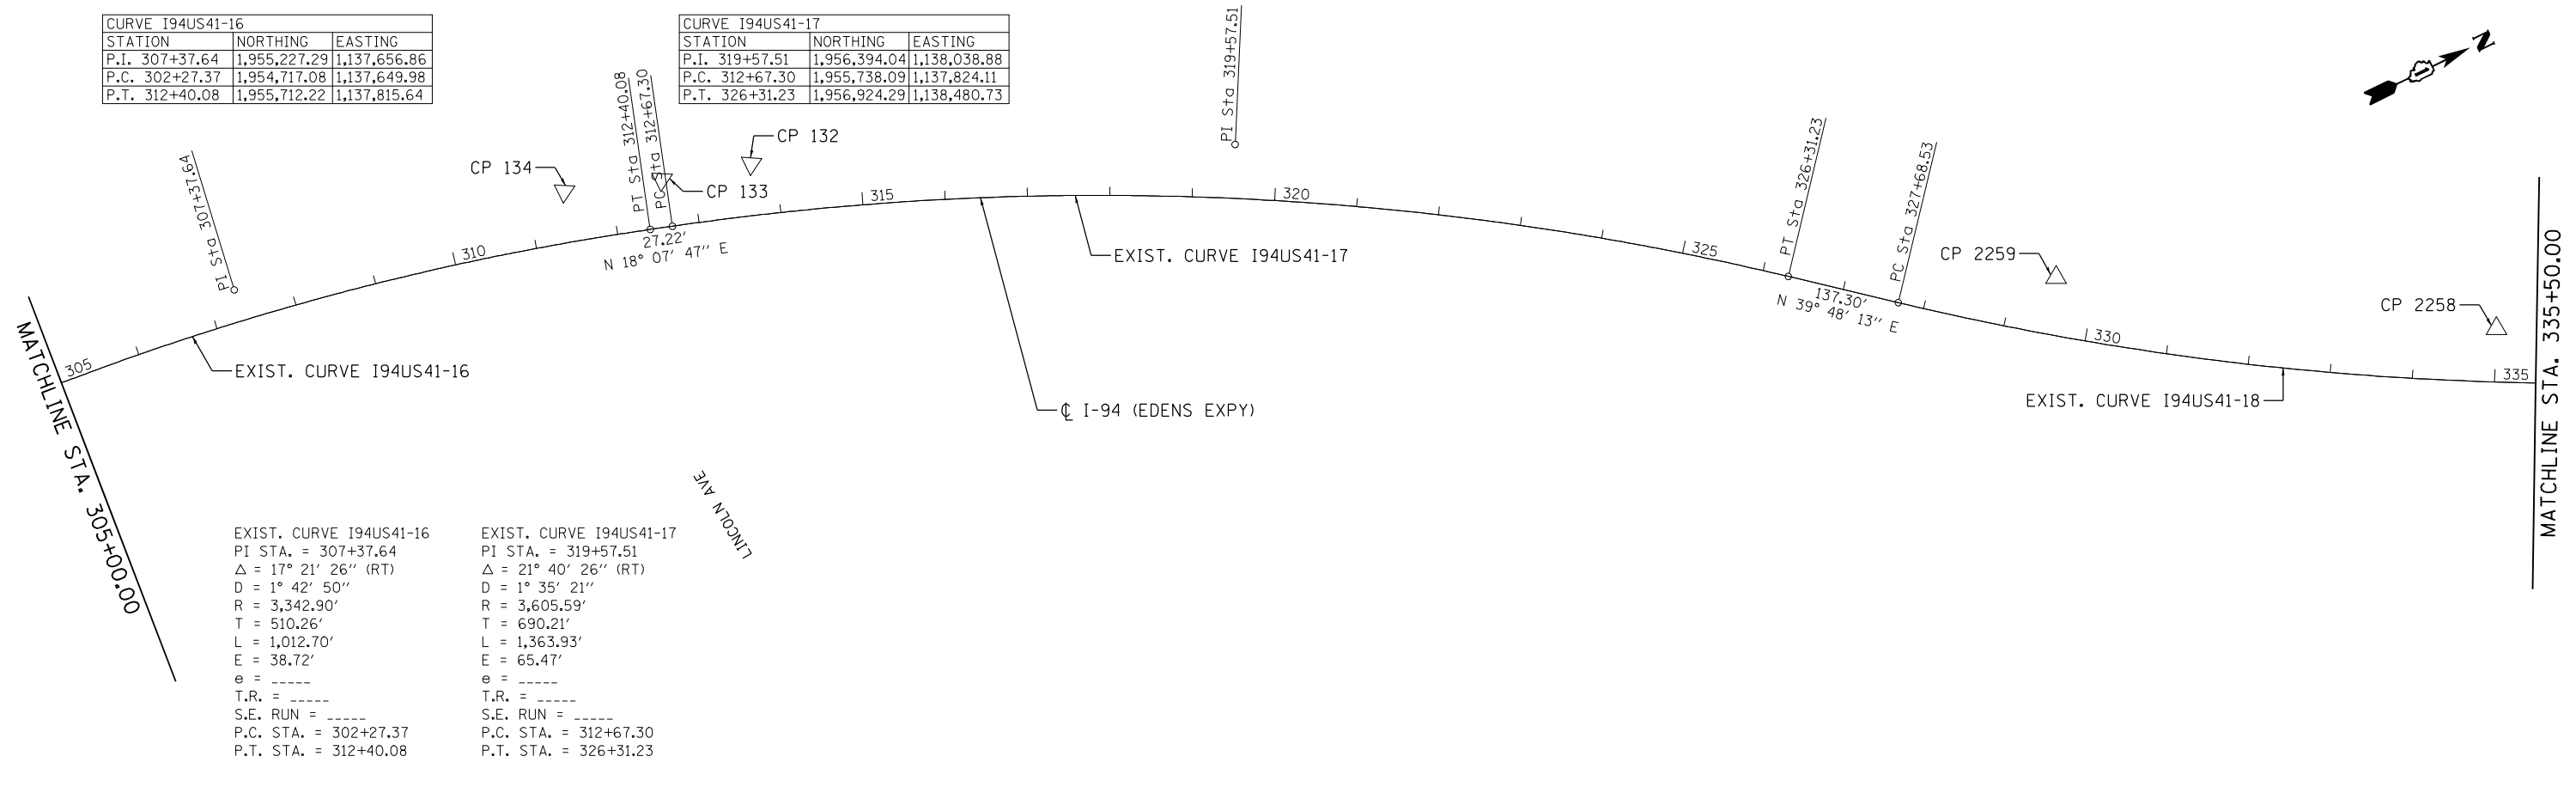 CURVE I94US41-16
STATION NORTHING EASTING
P.I. 307+37.64 1,955,227.29 1,137,656.86
P.C. 302+27.37 1,954,717.08 1,137,649.98
P.T. 312+40.08 1,955,712.22 1,137,815.64
CURVE I94US41-17
STATION NORTHING EASTING
P.I. 319+57.51 1,956,394.04 1,138,038.88
P.C. 312+67.30 1,955,738.09 1,137,824.11
P.T. 326+31.23 1,956,924.29 1,138,480.73
N
PI Sta 307+37.64
CP 134
PT Sta 312+40.08
PC Sta 312+67.30
CP 133
CP 132
PI Sta 319+57.51
PT Sta 326+31.23
PC Sta 327+68.53
CP 2259
CP 2258
305
310
315
320
325
330
335
27.22′
N 18° 07′ 47″ E
137.30′
N 39° 48′ 13″ E
EXIST. CURVE I94US41-16
EXIST. CURVE I94US41-17
℄ I-94 (EDENS EXPY)
EXIST. CURVE I94US41-18
MATCHLINE STA. 305+00.00
MATCHLINE STA. 335+50.00
LINCOLN AVE
EXIST. CURVE I94US41-16
PI STA. = 307+37.64
△ = 17° 21′ 26″ (RT)
D = 1° 42′ 50″
R = 3,342.90′
T = 510.26′
L = 1,012.70′
E = 38.72′
e = _____
T.R. = _____
S.E. RUN = _____
P.C. STA. = 302+27.37
P.T. STA. = 312+40.08
EXIST. CURVE I94US41-17
PI STA. = 319+57.51
△ = 21° 40′ 26″ (RT)
D = 1° 35′ 21″
R = 3,605.59′
T = 690.21′
L = 1,363.93′
E = 65.47′
e = _____
T.R. = _____
S.E. RUN = _____
P.C. STA. = 312+67.30
P.T. STA. = 326+31.23